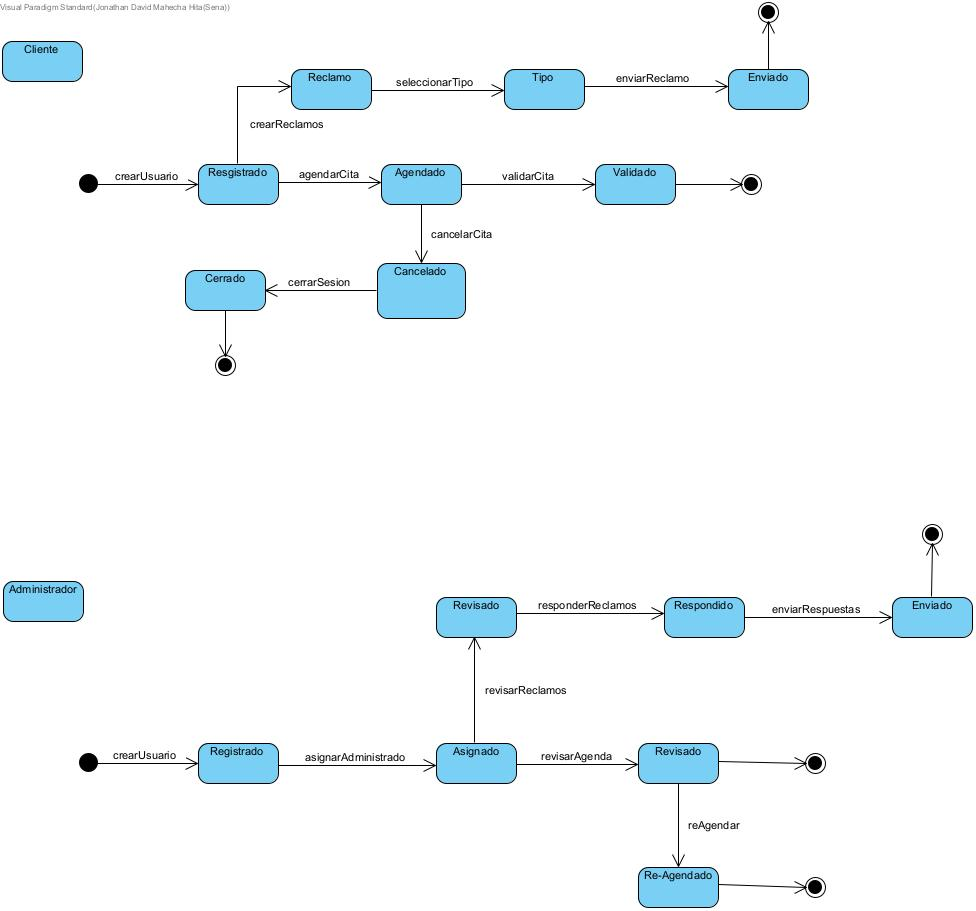 Visual Paradigm Standard(Jonathan David Mahecha Hita(Sena))
Cliente
Reclamo
seleccionarTipo
Tipo
enviarReclamo
Enviado
crearReclamos
crearUsuario
Resgistrado
agendarCita
Agendado
validarCita
Validado
cancelarCita
Cerrado
cerrarSesion
Cancelado
Administrador
Revisado
responderReclamos
Respondido
enviarRespuestas
Enviado
revisarReclamos
crearUsuario
Registrado
asignarAdministrado
Asignado
revisarAgenda
Revisado
reAgendar
Re-Agendado